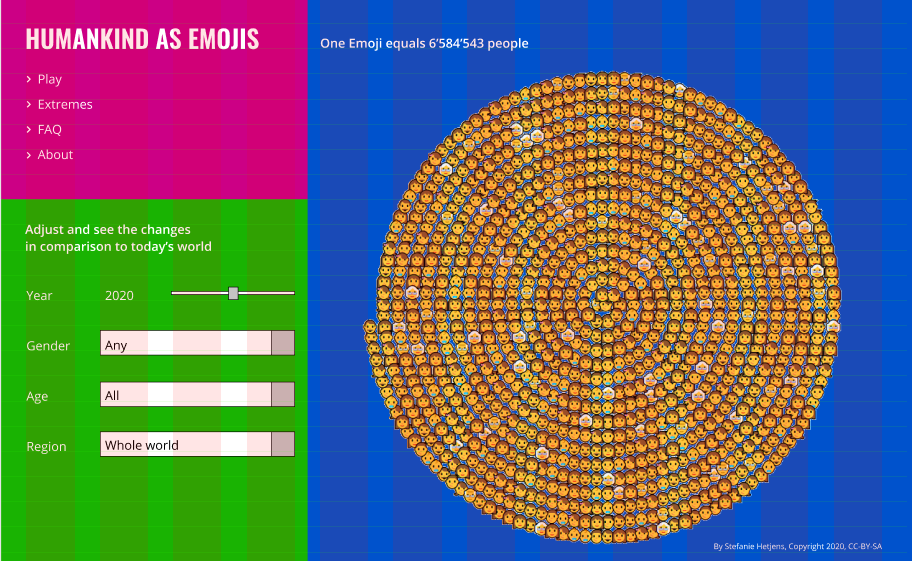 HUMANKIND AS EMOJIS
Play
Extremes
FAQ
About
Adjust and see the changes
in comparison to today’s world
Year 2020
Gender Any
Age All
Region Whole world
One Emoji equals 6’584’543 people
By Stefanie Hetjens, Copyright 2020, CC-BY-SA